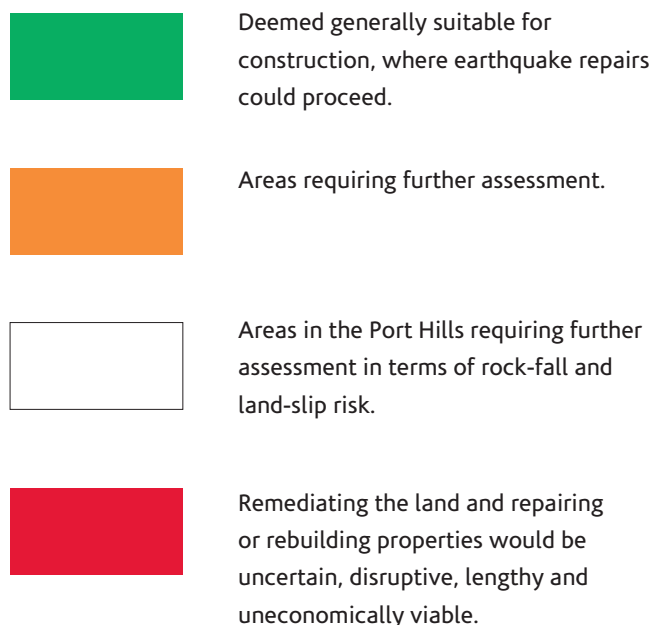 Deemed generally suitable for
construction, where earthquake repairs
could proceed.
Areas requiring further assessment.
Areas in the Port Hills requiring further
assessment in terms of rock-fall and
land-slip risk.
Remediating the land and repairing
or rebuilding properties would be
uncertain, disruptive, lengthy and
uneconomically viable.